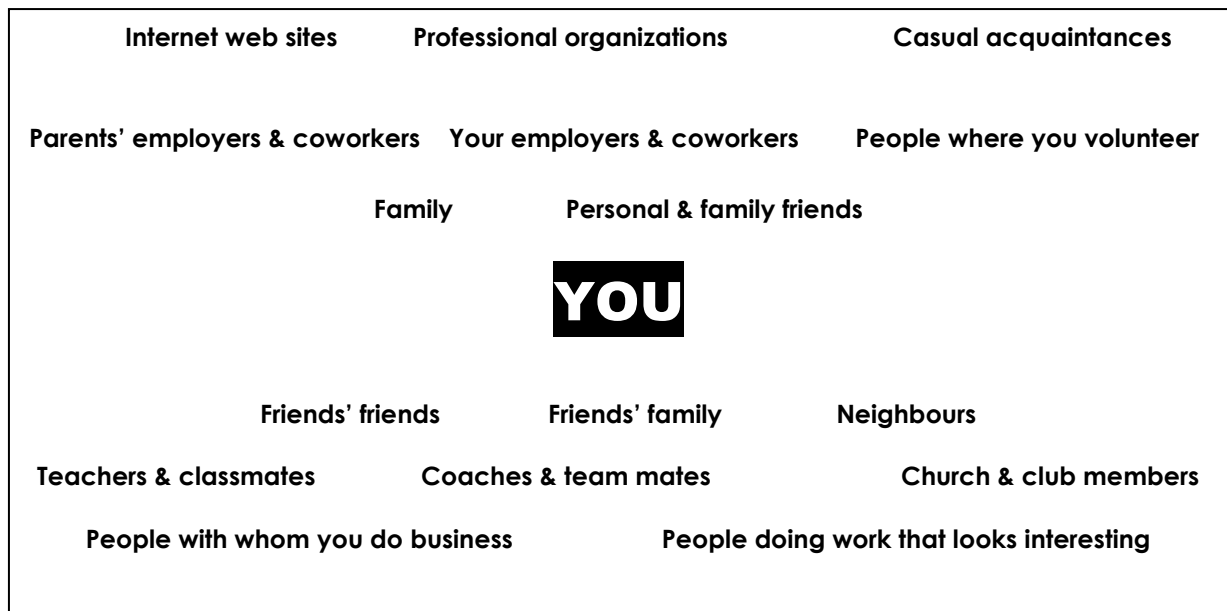 Internet web sites Professional organizations Casual acquaintances
Parents’ employers & coworkers Your employers & coworkers People where you volunteer
Family Personal & family friends
YOU
Friends’ friends Friends’ family Neighbours
Teachers & classmates Coaches & team mates Church & club members
People with whom you do business People doing work that looks interesting